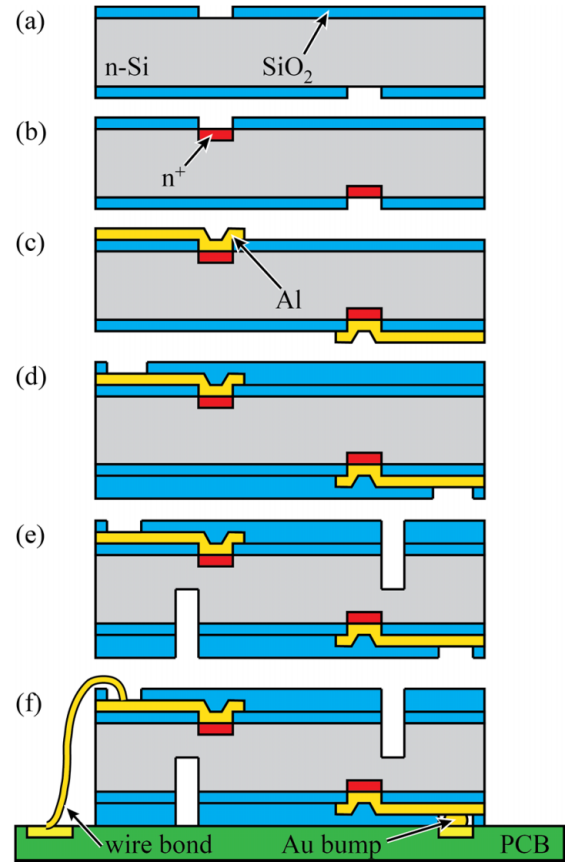 (a)
n-Si
SiO₂
(b)
n⁺
(c)
Al
(d)
(e)
(f)
wire bond
Au bump
PCB